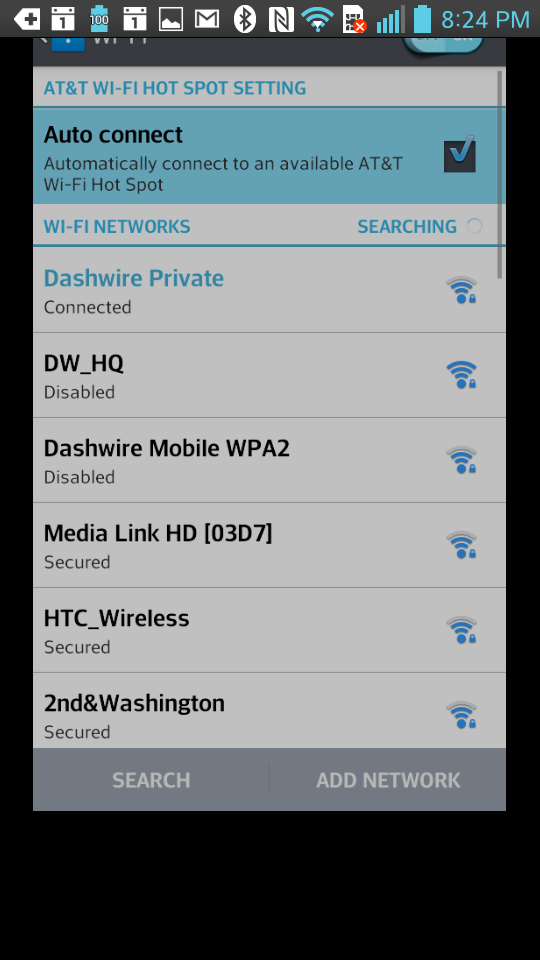 1 100 1 8:24 PM
WI-FI
AT&T WI-FI HOT SPOT SETTING
Auto connect
Automatically connect to an available AT&T
Wi-Fi Hot Spot
WI-FI NETWORKS SEARCHING
Dashwire Private
Connected
DW_HQ
Disabled
Dashwire Mobile WPA2
Disabled
Media Link HD [03D7]
Secured
HTC_Wireless
Secured
2nd&Washington
Secured
SEARCH ADD NETWORK